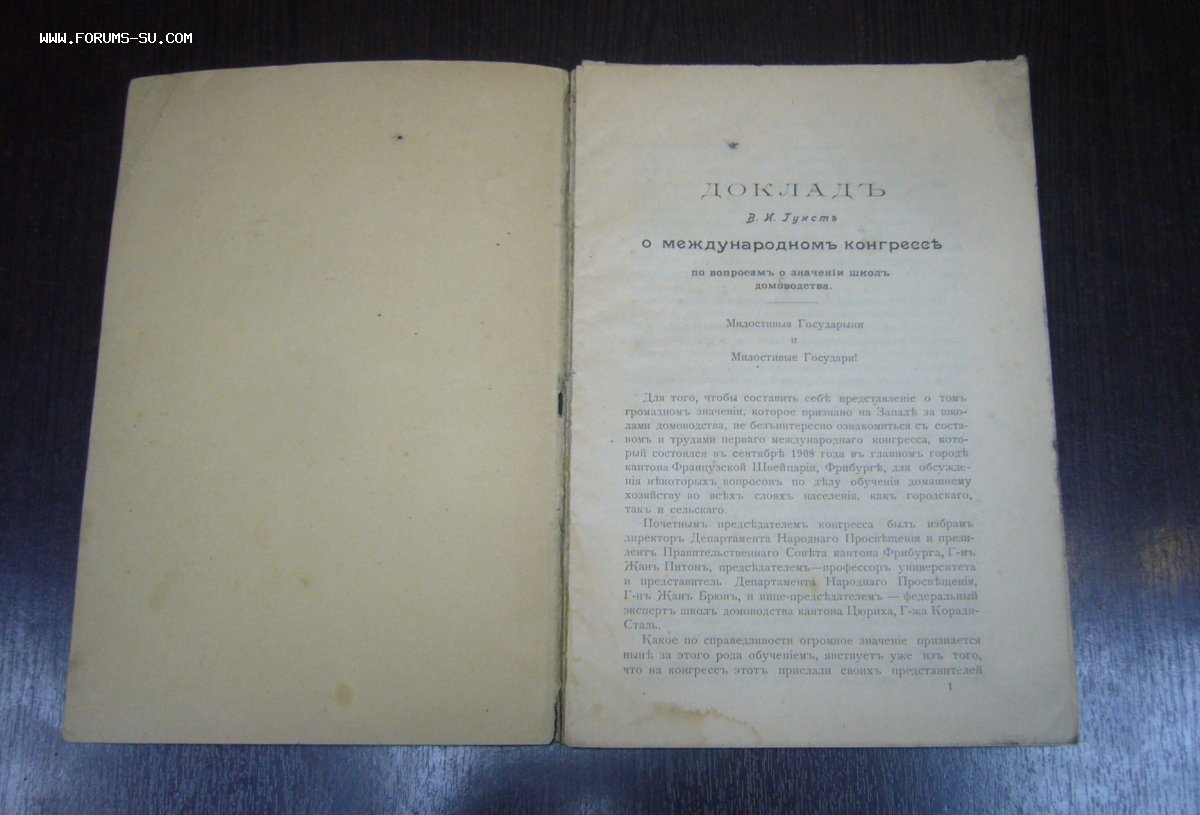 WWW.FORUMS-SU.COM
ДОКЛАДЪ
В. И. Гунстъ
о международномъ конгрессѣ
по вопросамъ о значеніи школъ
домоводства.
Милостивыя Государыни
и
Милостивые Государи!
Для того, чтобы составить себѣ представленіе о томъ
громадномъ значеніи, которое признано на Западѣ за шко-
лами домоводства, не безъинтересно ознакомиться съ соста-
вомъ и трудами перваго международнаго конгресса, кото-
рый состоялся въ сентябрѣ 1908 года въ главномъ городѣ
кантона Французской Швейцаріи, Фрибургѣ, для обсужде-
нія нѣкоторыхъ вопросовъ по дѣлу обученія домашнему
хозяйству во всѣхъ слояхъ населенія, какъ городскаго,
такъ и сельскаго.
Почетнымъ предсѣдателемъ конгресса былъ избранъ
директоръ Департамента Народнаго Просвѣщенія и прези-
дентъ Правительственнаго Совѣта кантона Фрибурга, Г-нъ
Жанъ Питонъ, предсѣдателемъ—профессоръ университета
и представитель Департамента Народнаго Просвѣщенія,
Г-нъ Жанъ Брюнъ, и вице-предсѣдателемъ — федеральный
экспертъ школъ домоводства кантона Цюриха, Г-жа Коради-
Сталь.
Какое по справедливости огромное значеніе признается
нынѣ за этого рода обученіемъ, явствуетъ уже изъ того,
что на конгрессъ этотъ прислали своихъ представителей
1